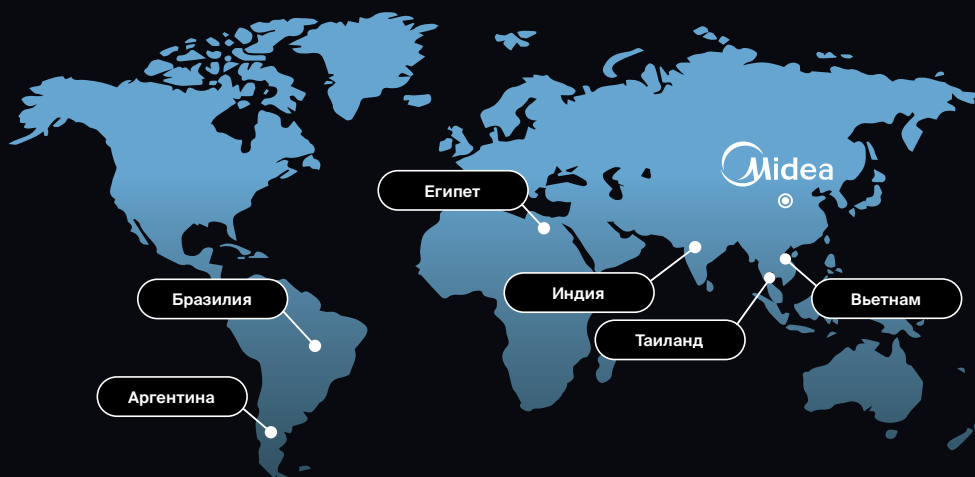 Midea
Египет
Индия
Бразилия
Вьетнам
Таиланд
Аргентина